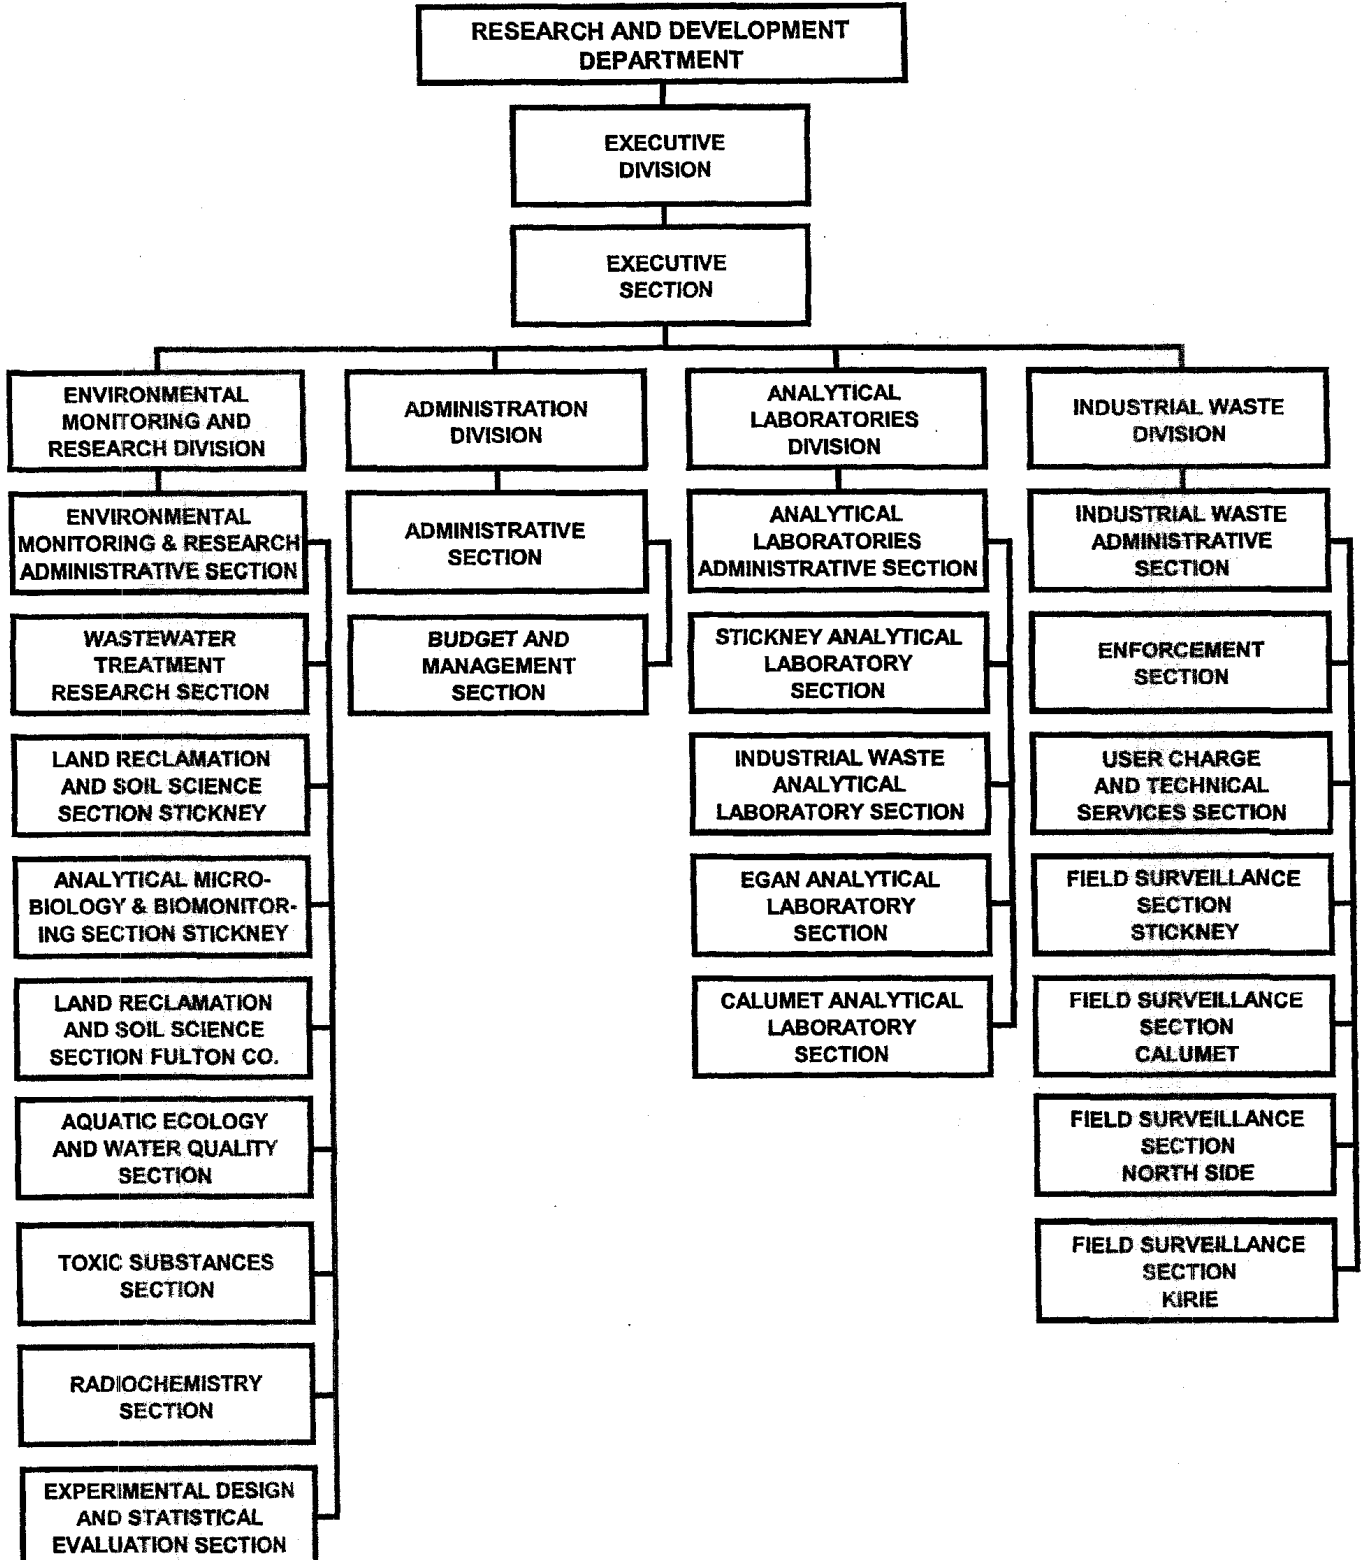 RESEARCH AND DEVELOPMENT
DEPARTMENT
EXECUTIVE
DIVISION
EXECUTIVE
SECTION
ENVIRONMENTAL
MONITORING AND
RESEARCH DIVISION
ENVIRONMENTAL
MONITORING & RESEARCH
ADMINISTRATIVE SECTION
WASTEWATER
TREATMENT
RESEARCH SECTION
LAND RECLAMATION
AND SOIL SCIENCE
SECTION STICKNEY
ANALYTICAL MICRO-
BIOLOGY & BIOMONITOR-
ING SECTION STICKNEY
LAND RECLAMATION
AND SOIL SCIENCE
SECTION FULTON CO.
AQUATIC ECOLOGY
AND WATER QUALITY
SECTION
TOXIC SUBSTANCES
SECTION
RADIOCHEMISTRY
SECTION
EXPERIMENTAL DESIGN
AND STATISTICAL
EVALUATION SECTION
ADMINISTRATION
DIVISION
ADMINISTRATIVE
SECTION
BUDGET AND
MANAGEMENT
SECTION
ANALYTICAL
LABORATORIES
DIVISION
ANALYTICAL
LABORATORIES
ADMINISTRATIVE SECTION
STICKNEY ANALYTICAL
LABORATORY
SECTION
INDUSTRIAL WASTE
ANALYTICAL
LABORATORY SECTION
EGAN ANALYTICAL
LABORATORY
SECTION
CALUMET ANALYTICAL
LABORATORY
SECTION
INDUSTRIAL WASTE
DIVISION
INDUSTRIAL WASTE
ADMINISTRATIVE
SECTION
ENFORCEMENT
SECTION
USER CHARGE
AND TECHNICAL
SERVICES SECTION
FIELD SURVEILLANCE
SECTION
STICKNEY
FIELD SURVEILLANCE
SECTION
CALUMET
FIELD SURVEILLANCE
SECTION
NORTH SIDE
FIELD SURVEILLANCE
SECTION
KIRIE